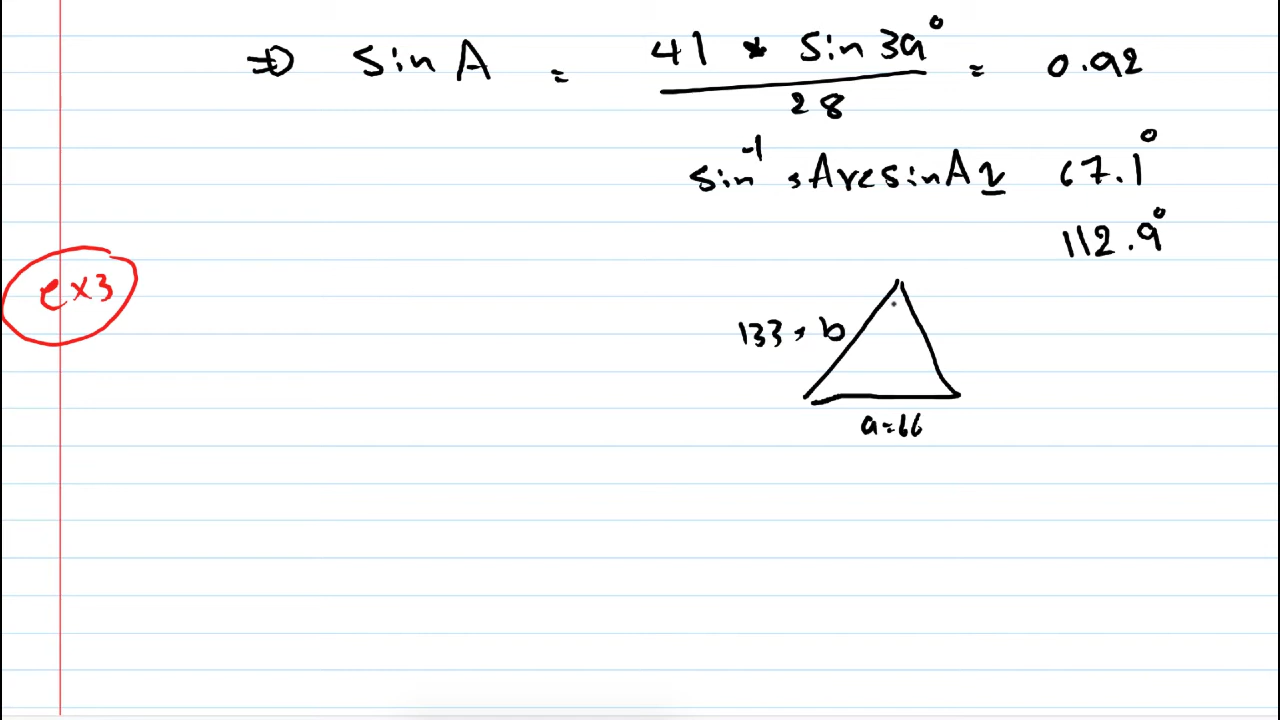 ⇒ sin A = 41 * sin 39° / 28 = 0.92
sin⁻¹ = Arcsin A ≈ 67.1°
112.9°
ex3
133 = b
a = 66